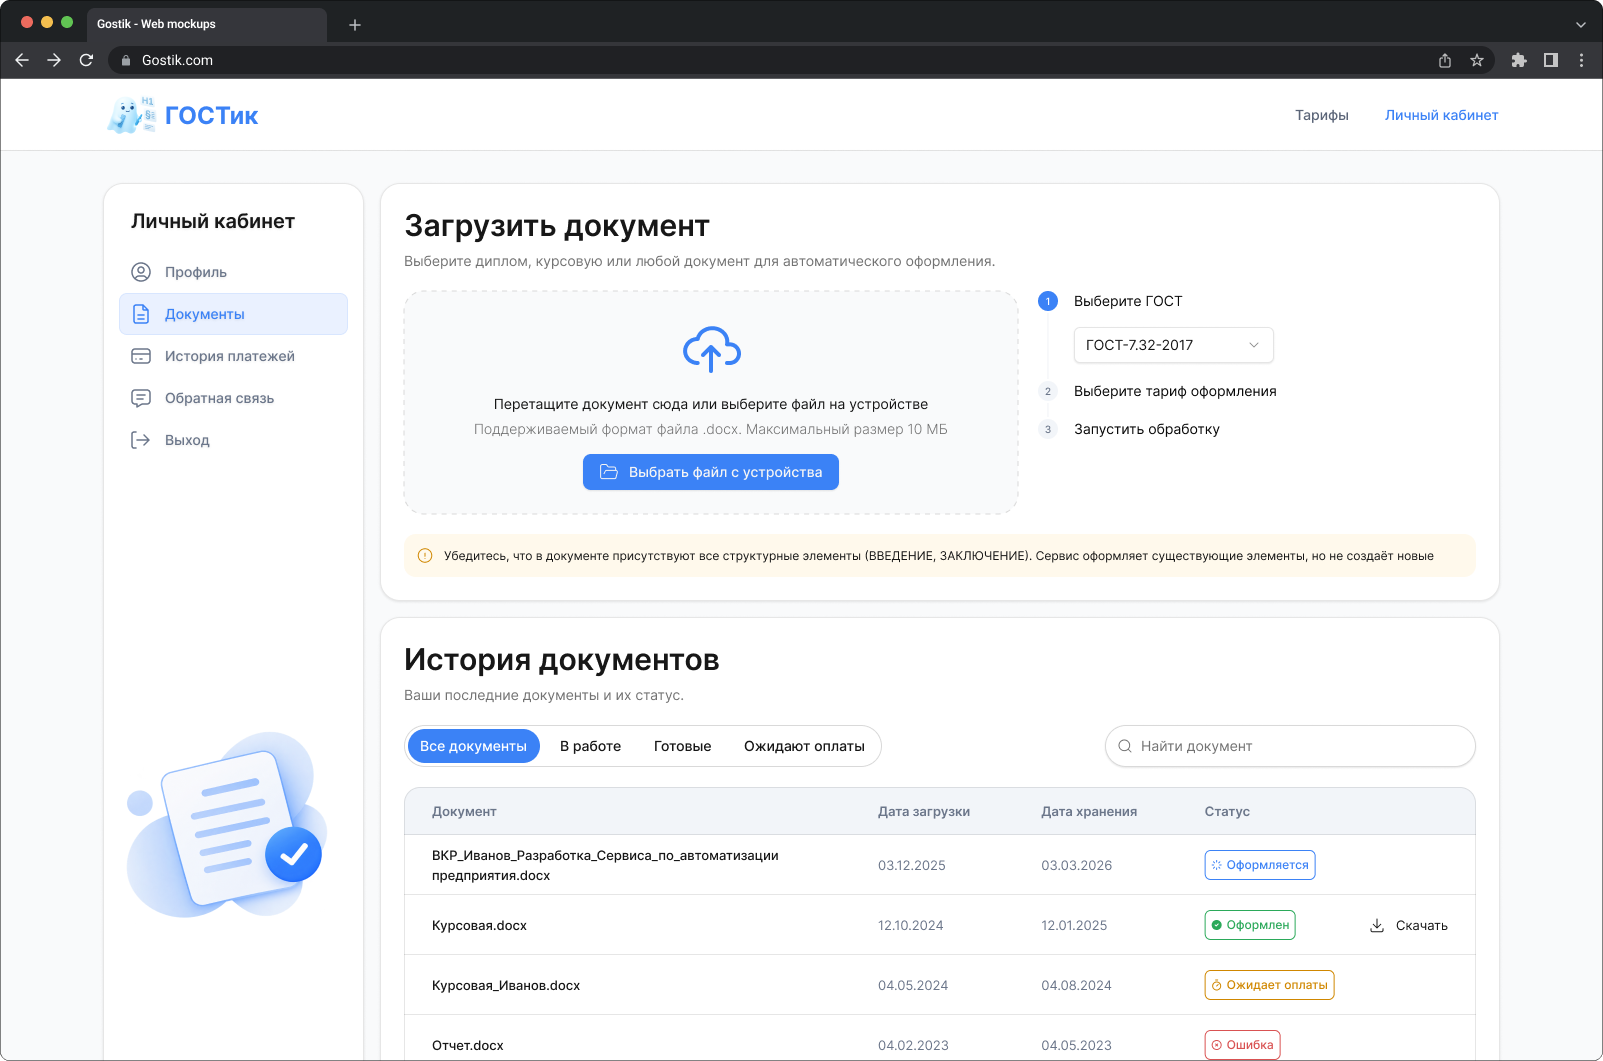 Gostik - Web mockups
Gostik.com
H1
§
ГОСТик
Тарифы
Личный кабинет
Личный кабинет
Профиль
Документы
История платежей
Обратная связь
Выход
Загрузить документ
Выберите диплом, курсовую или любой документ для автоматического оформления.
Перетащите документ сюда или выберите файл на устройстве
Поддерживаемый формат файла .docx. Максимальный размер 10 МБ
Выбрать файл с устройства
1 Выберите ГОСТ
ГОСТ-7.32-2017
2 Выберите тариф оформления
3 Запустить обработку
Убедитесь, что в документе присутствуют все структурные элементы (ВВЕДЕНИЕ, ЗАКЛЮЧЕНИЕ). Сервис оформляет существующие элементы, но не создаёт новые
История документов
Ваши последние документы и их статус.
Все документы В работе Готовые Ожидают оплаты
Найти документ
Документ Дата загрузки Дата хранения Статус
ВКР_Иванов_Разработка_Сервиса_по_автоматизации
предприятия.docx
03.12.2025 03.03.2026 Оформляется
Курсовая.docx 12.10.2024 12.01.2025 Оформлен Скачать
Курсовая_Иванов.docx 04.05.2024 04.08.2024 Ожидает оплаты
Отчет.docx 04.02.2023 04.05.2023 Ошибка